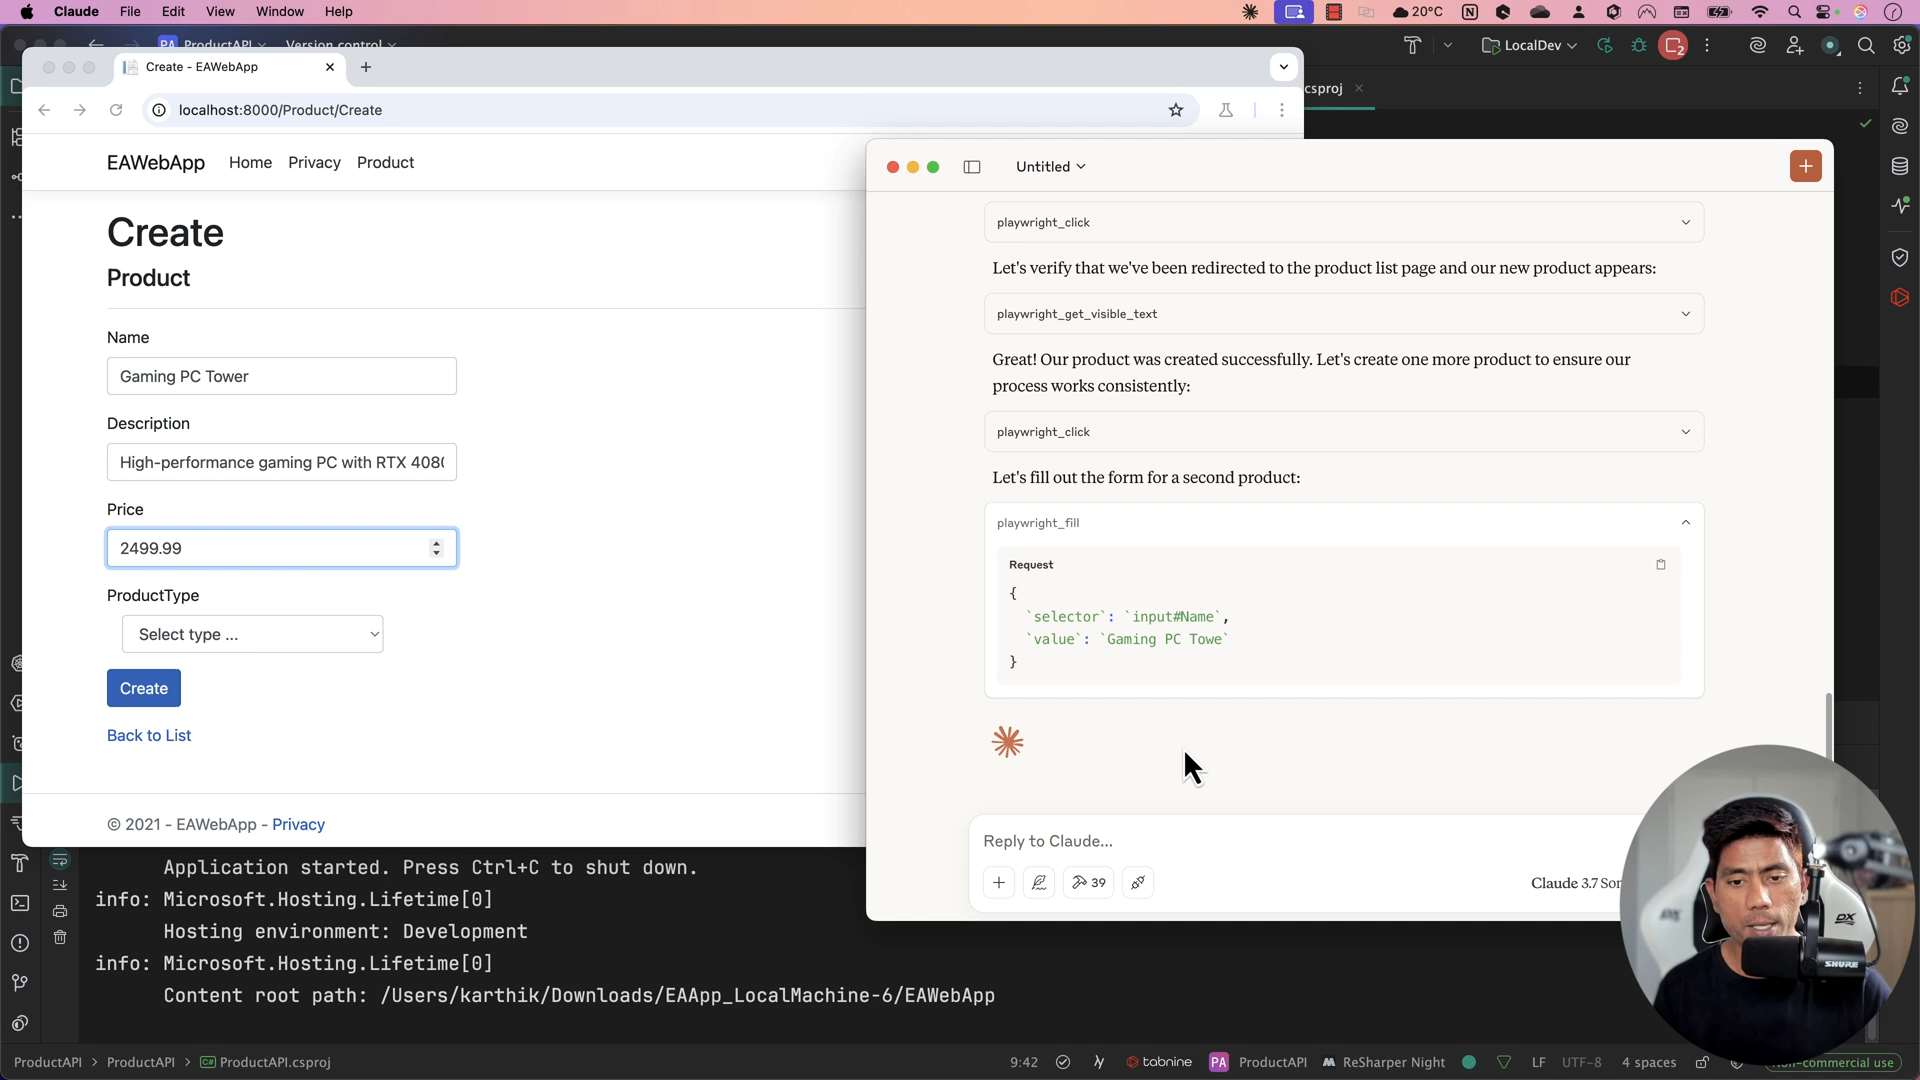 Claude File Edit View Window Help 20°C
PA ProductAPI Version control LocalDev 2
Create - EAWebApp
csproj
localhost:8000/Product/Create
EAWebApp Home Privacy Product
Untitled
Create
Product
Name
Gaming PC Tower
Description
High-performance gaming PC with RTX 408(
Price
2499.99
ProductType
Select type ...
Create
Back to List
© 2021 - EAWebApp - Privacy
playwright_click
Let's verify that we've been redirected to the product list page and our new product appears:
playwright_get_visible_text
Great! Our product was created successfully. Let's create one more product to ensure our
process works consistently:
playwright_click
Let's fill out the form for a second product:
playwright_fill
Request
{
`selector`: `input#Name`,
`value`: `Gaming PC Towe`
}
Reply to Claude...
39
Claude 3.7 Son
Application started. Press Ctrl+C to shut down.
info: Microsoft.Hosting.Lifetime[0]
Hosting environment: Development
info: Microsoft.Hosting.Lifetime[0]
Content root path: /Users/karthik/Downloads/EAApp_LocalMachine-6/EAWebApp
DX
SHURE
ProductAPI > ProductAPI > C# ProductAPI.csproj 9:42 tabnine PA ProductAPI ReSharper Night LF UTF-8 4 spaces Non-commercial use